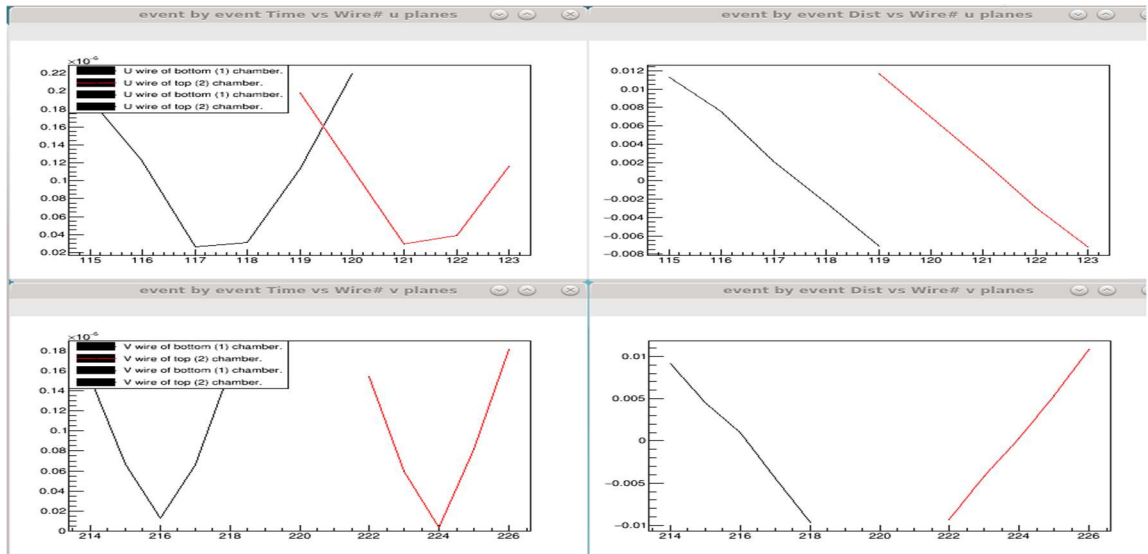 event by event Time vs Wire# u planes
×10⁻⁶
U wire of bottom (1) chamber.
U wire of top (2) chamber.
U wire of bottom (1) chamber.
U wire of top (2) chamber.
0.22
0.2
0.18
0.16
0.14
0.12
0.1
0.08
0.06
0.04
0.02
115 116 117 118 119 120 121 122 123
event by event Dist vs Wire# u planes
0.012
0.01
0.008
0.006
0.004
0.002
0
−0.002
−0.004
−0.006
−0.008
115 116 117 118 119 120 121 122 123
event by event Time vs Wire# v planes
V wire of bottom (1) chamber.
V wire of top (2) chamber.
V wire of bottom (1) chamber.
V wire of top (2) chamber.
0.18
0.16
0.14
0.12
0.1
0.08
0.06
0.04
0.02
0
214 216 218 220 222 224 226
event by event Dist vs Wire# v planes
0.01
0.005
0
−0.005
−0.01
214 216 218 220 222 224 226